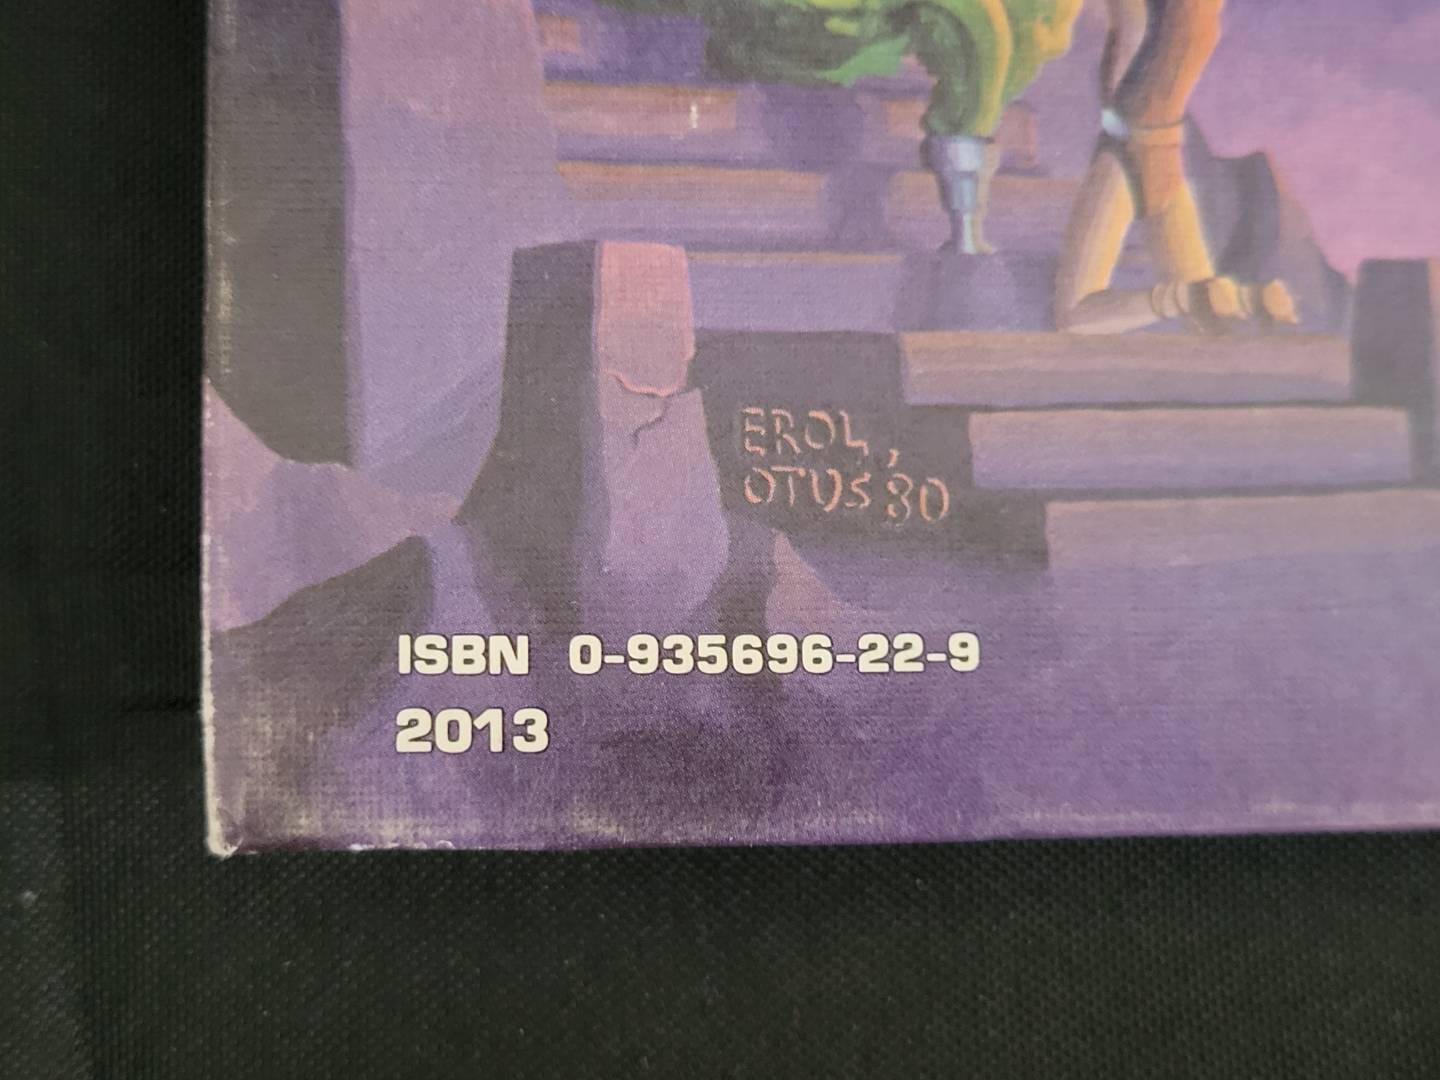 EROL,
OTUS 80
ISBN 0-935696-22-9
2013